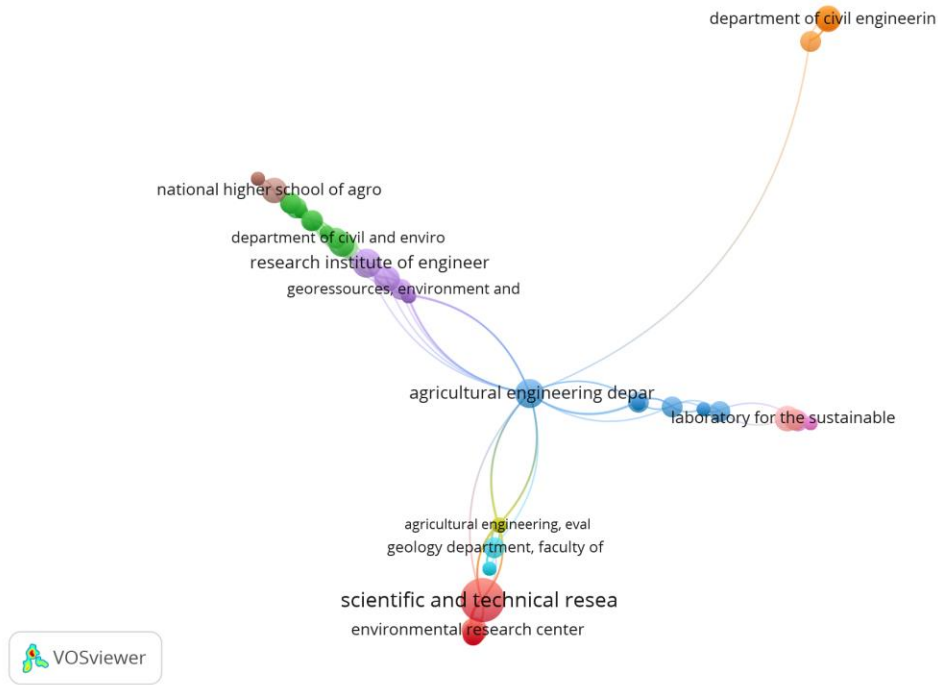 department of civil engineerin
national higher school of agro
department of civil and enviro
research institute of engineer
georessources, environment and
agricultural engineering depar
laboratory for the sustainable
agricultural engineering, eval
geology department, faculty of
scientific and technical resea
environmental research center
VOSviewer